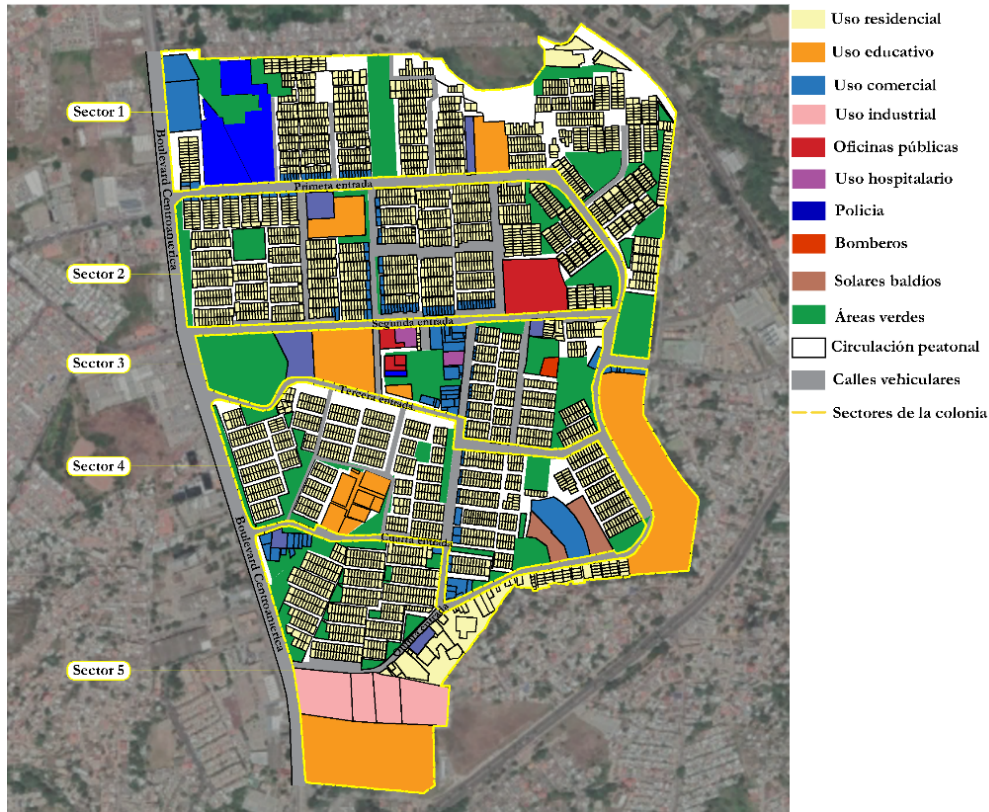 Uso residencial
Uso educativo
Uso comercial
Uso industrial
Oficinas públicas
Uso hospitalario
Policia
Bomberos
Solares baldíos
Áreas verdes
Circulación peatonal
Calles vehiculares
Sectores de la colonia
Sector 1
Sector 2
Sector 3
Sector 4
Sector 5
Boulevard Centroamerica
Primera entrada
Segunda entrada
Tercera entrada
Cuarta entrada
Boulevard Centroamerica
Quinta entrada